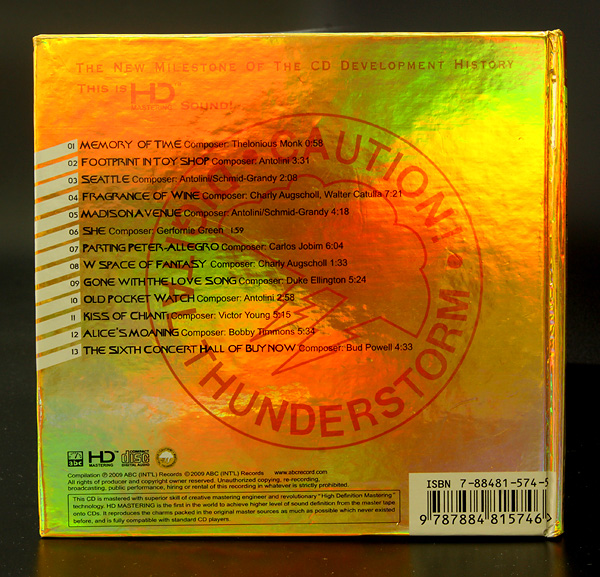 THE NEW MILESTONE OF THE CD DEVELOPMENT HISTORY
THIS IS HD MASTERING SOUND!...
CAUTION!
A THUNDERSTORM
01 MEMORY OF TIME Composer: Thelonious Monk 0:58
02 FOOTPRINT IN TOY SHOP Composer: Antolini 3:31
03 SEATTLE Composer: Antolini/Schmid-Grandy 2:08
04 FRAGRANCE OF WINE Composer: Charly Augscholl, Walter Catulla 7:21
05 MADISON AVENUE Composer: Antolini/Schmid-Grandy 4:18
06 SHE Composer: Gerfomie Green 1:59
07 PARTING PETER-ALLEGRO Composer: Carlos Jobim 6:04
08 W SPACE OF FANTASY Composer: Charly Augscholl 1:33
09 GONE WITH THE LOVE SONG Composer: Duke Ellington 5:24
10 OLD POCKET WATCH Composer: Antolini 2:58
11 KISS OF CHIANTI Composer: Victor Young 5:15
12 ALICE'S MOANING Composer: Bobby Timmons 5:34
13 THE SIXTH CONCERT HALL OF BUY NOW Composer: Bud Powell 4:33
abc HD MASTERING COMPACT disc DIGITAL AUDIO
Compilation ℗2009 ABC (INT'L) Records ©2009 ABC (INT'L) Records www.abcrecord.com
All rights of producer and copyright owner reserved. Unauthorized copying, re-recording,
broadcasting, public performing, hiring or rental of this recording in whatever is strictly prohibited.
This CD is mastered with superior skill of creative mastering engineer and revolutionary "High Definition Mastering"
technology. HD MASTERING is the first in the world to achieve higher level of sound definition from the master tape
onto CDs. It reproduces the charms packed in the original master sources as much as possible which never existed
before, and is fully compatible with standard CD players.
ISBN 7-88481-574-5
9 787884 815746